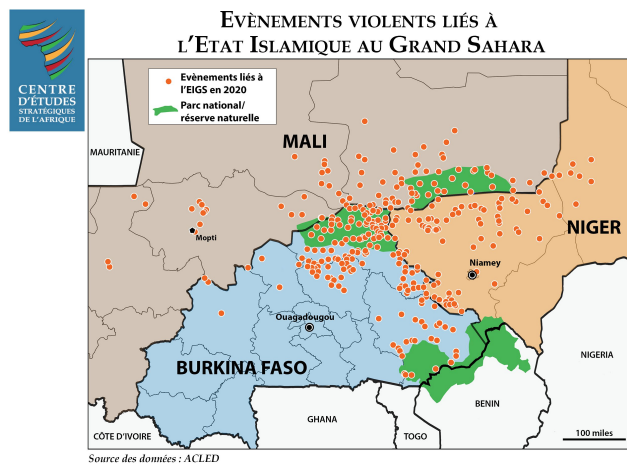 EVÈNEMENTS VIOLENTS LIÉS À
L'ETAT ISLAMIQUE AU GRAND SAHARA
CENTRE
D'ÉTUDES
STRATÉGIQUES
DE L'AFRIQUE
Evènements liés à
l'EIGS en 2020
Parc national/
réserve naturelle
MALI
MAURITANIE
NIGER
Mopti
Niamey
Ouagadougou
BURKINA FASO
NIGERIA
BENIN
GHANA
TOGO
CÔTE D'IVOIRE
100 miles
Source des données : ACLED